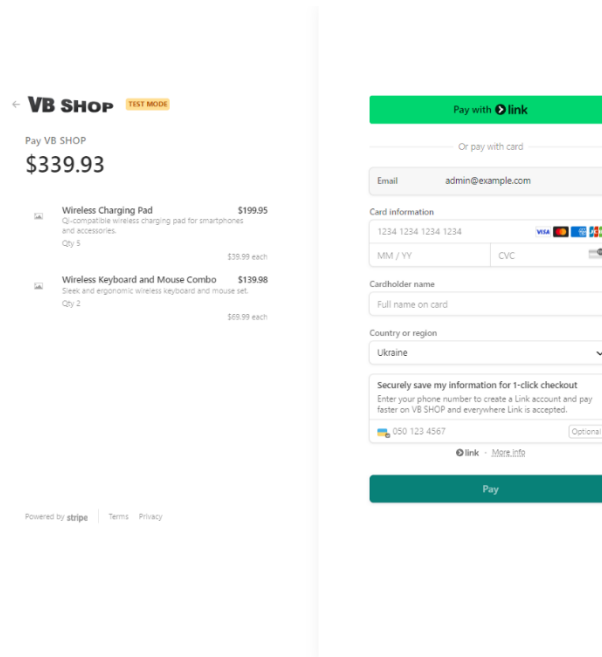 VB SHOP TEST MODE
Pay VB SHOP
$339.93
Wireless Charging Pad $199.95
Qi-compatible wireless charging pad for smartphones
and accessories.
Qty 5
$39.99 each
Wireless Keyboard and Mouse Combo $139.98
Sleek and ergonomic wireless keyboard and mouse set.
Qty 2
$69.99 each
Powered by stripe Terms Privacy
Pay with link
Or pay with card
Email admin@example.com
Card information
1234 1234 1234 1234 VISA
MM / YY CVC
Cardholder name
Full name on card
Country or region
Ukraine
Securely save my information for 1-click checkout
Enter your phone number to create a Link account and pay
faster on VB SHOP and everywhere Link is accepted.
050 123 4567 Optional
link · More info
Pay